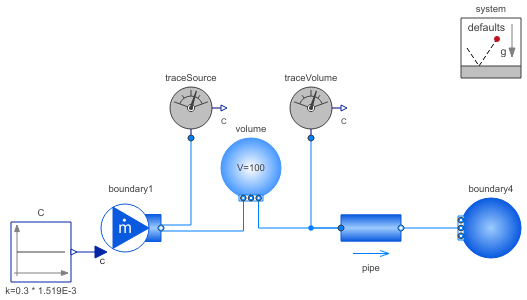 system
defaults
g
traceSource
traceVolume
C
C
volume
V=100
boundary1
boundary4
C
ṁ
c
pipe
k=0.3 * 1.519E-3